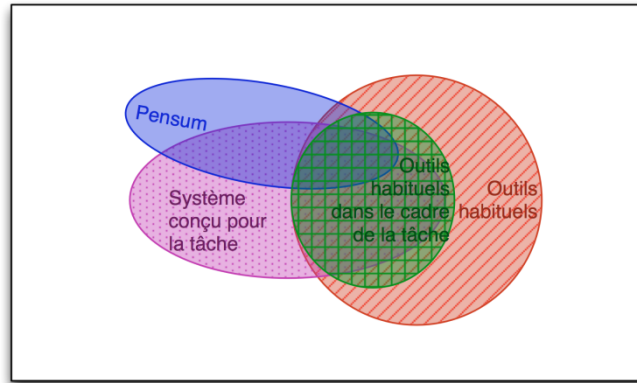 Pensum
Système
conçu pour
la tâche
Outils
habituels
dans le cadre
de la tâche
Outils
habituels